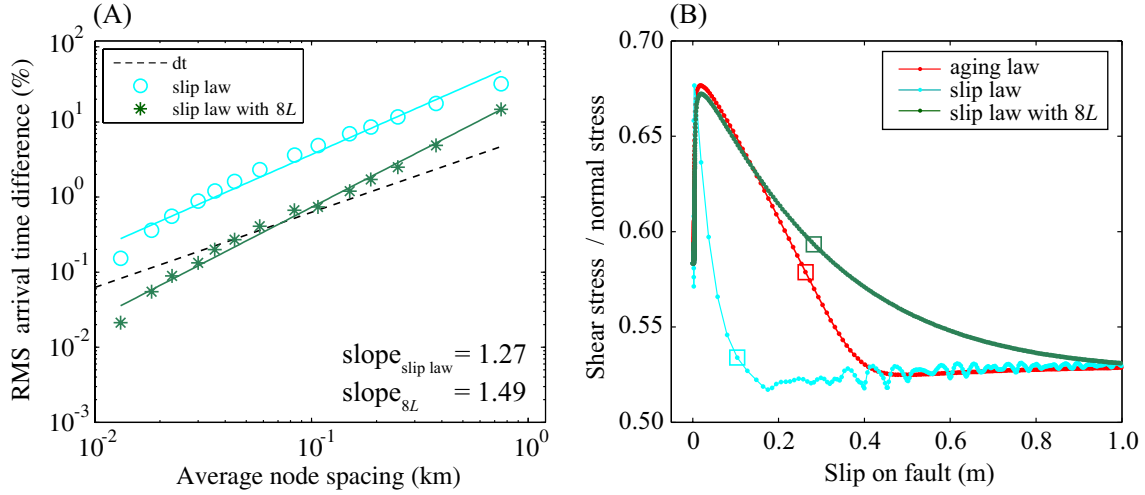 (A)
10^2
10^1
10^0
10^-1
10^-2
10^-3
RMS arrival time difference (%)
dt
slip law
slip law with 8L
slope_slip law = 1.27
slope_8L = 1.49
10^-2
10^-1
10^0
Average node spacing (km)
(B)
0.70
0.65
0.60
0.55
0.50
Shear stress / normal stress
aging law
slip law
slip law with 8L
0
0.2
0.4
0.6
0.8
1.0
Slip on fault (m)